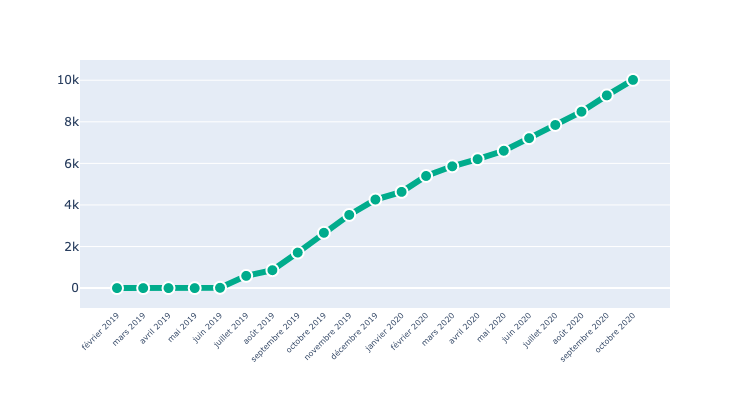 10k
8k
6k
4k
2k
0
février 2019
mars 2019
avril 2019
mai 2019
juin 2019
juillet 2019
août 2019
septembre 2019
octobre 2019
novembre 2019
décembre 2019
janvier 2020
février 2020
mars 2020
avril 2020
mai 2020
juin 2020
juillet 2020
août 2020
septembre 2020
octobre 2020